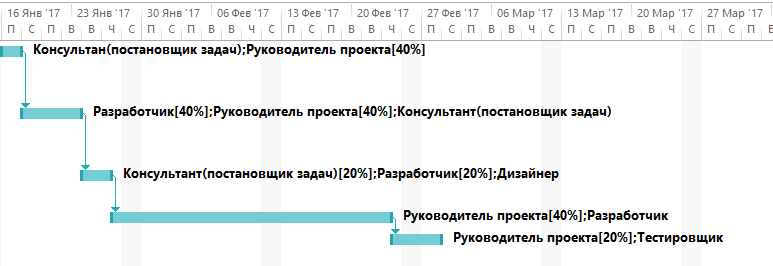 16 Янв '17 23 Янв '17 30 Янв '17 06 Фев '17 13 Фев '17 20 Фев '17 27 Фев '17 06 Мар '17 13 Мар '17 20 Мар '17 27 Мар '17
П С П В В Ч С П С П В В Ч С П С П В В Ч С П С П В В Ч С П С П В В Ч С П С П В
Консультан(постановщик задач);Руководитель проекта[40%]
Разработчик[40%];Руководитель проекта[40%];Консультант(постановщик задач)
Консультант(постановщик задач)[20%];Разработчик[20%];Дизайнер
Руководитель проекта[40%];Разработчик
Руководитель проекта[20%];Тестировщик